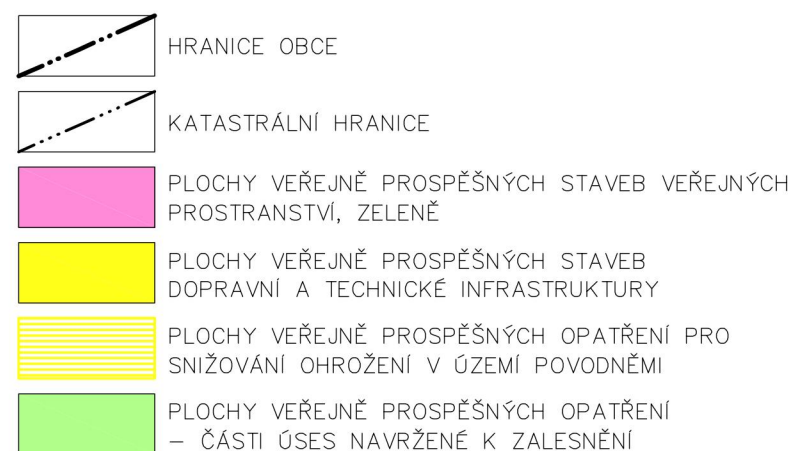 HRANICE OBCE
KATASTRÁLNÍ HRANICE
PLOCHY VEŘEJNĚ PROSPĚŠNÝCH STAVEB VEŘEJNÝCH
PROSTRANSTVÍ, ZELENĚ
PLOCHY VEŘEJNĚ PROSPĚŠNÝCH STAVEB
DOPRAVNÍ A TECHNICKÉ INFRASTRUKTURY
PLOCHY VEŘEJNĚ PROSPĚŠNÝCH OPATŘENÍ PRO
SNIŽOVÁNÍ OHROŽENÍ V ÚZEMÍ POVODNĚMI
PLOCHY VEŘEJNĚ PROSPĚŠNÝCH OPATŘENÍ
– ČÁSTI ÚSES NAVRŽENÉ K ZALESNĚNÍ